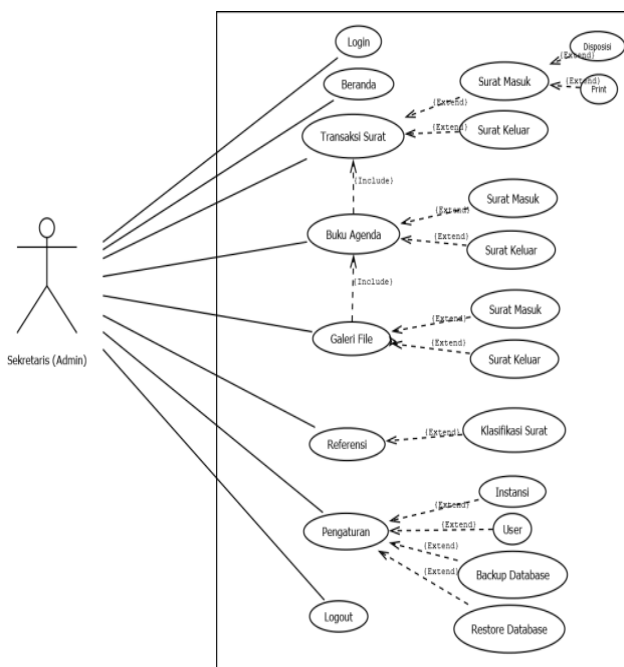 Login
Disposisi
{Extend}
Beranda
Surat Masuk
{Extend}
Print
{Extend}
Transaksi Surat
{Extend}
Surat Keluar
{Include}
Surat Masuk
{Extend}
Buku Agenda
{Extend}
Surat Keluar
{Include}
Surat Masuk
{Extend}
Galeri File
{Extend}
Surat Keluar
Sekretaris (Admin)
Klasifikasi Surat
{Extend}
Referensi
Instansi
{Extend}
Pengaturan
{Extend}
User
{Extend}
Backup Database
{Extend}
Logout
Restore Database